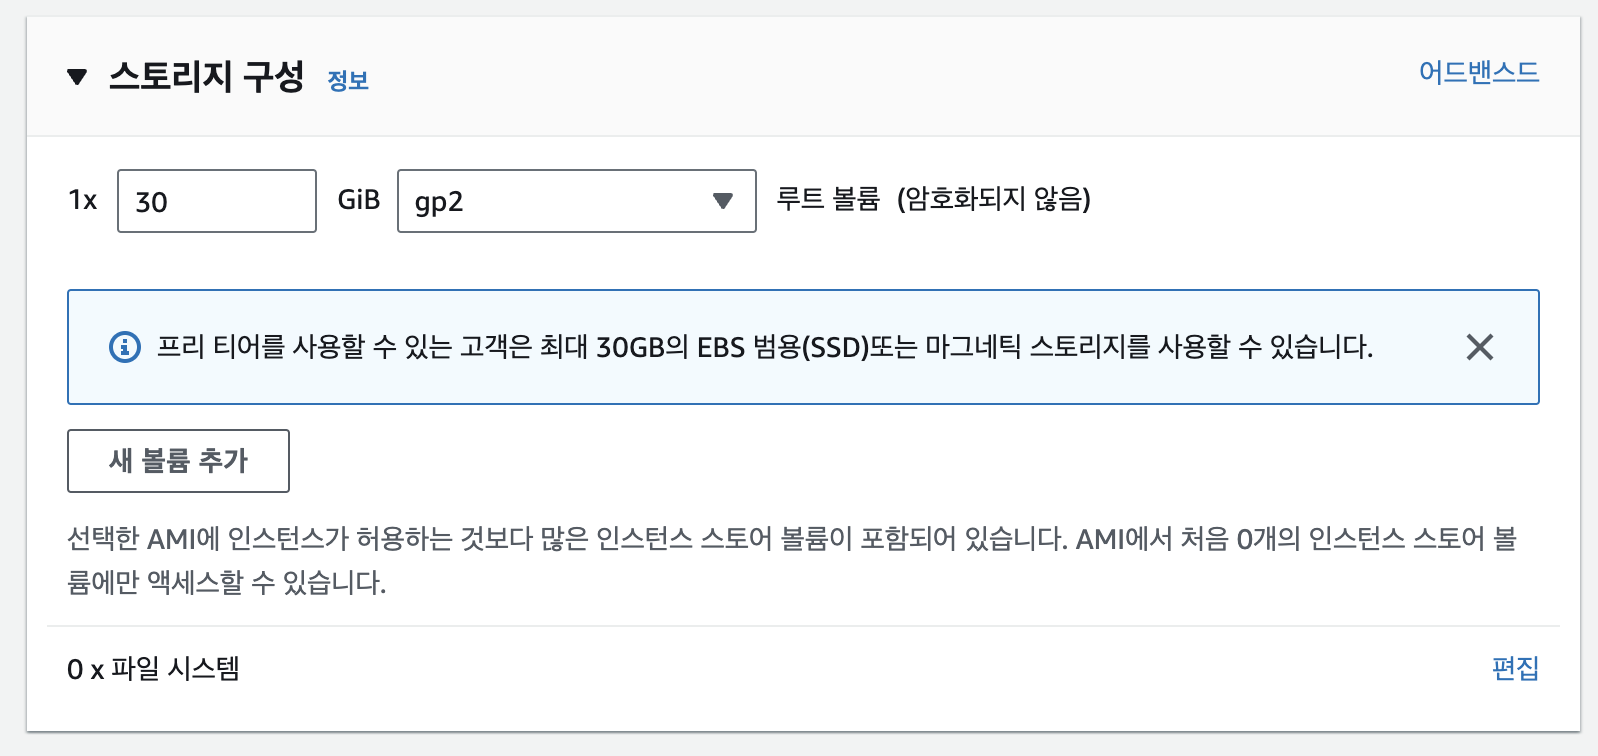 스토리지 구성 정보 어드밴스드
1x 30 GiB gp2 루트 볼륨 (암호화되지 않음)
프리 티어를 사용할 수 있는 고객은 최대 30GB의 EBS 범용(SSD)또는 마그네틱 스토리지를 사용할 수 있습니다.
새 볼륨 추가
선택한 AMI에 인스턴스가 허용하는 것보다 많은 인스턴스 스토어 볼륨이 포함되어 있습니다. AMI에서 처음 0개의 인스턴스 스토어 볼
륨에만 액세스할 수 있습니다.
0 x 파일 시스템 편집